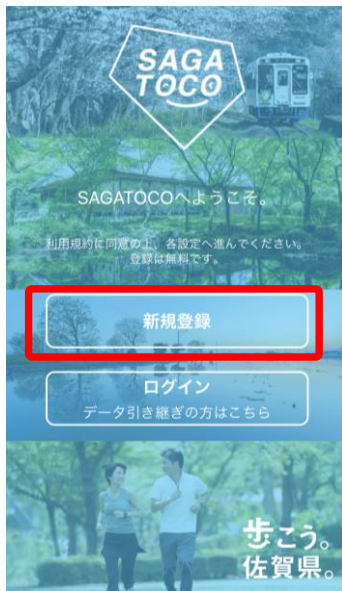 SAGA
TOCO
SAGATOCOへようこそ。
利用規約に同意の上、各設定へ進んでください。
登録は無料です。
新規登録
ログイン
データ引き継ぎの方はこちら
歩こう。
佐賀県。